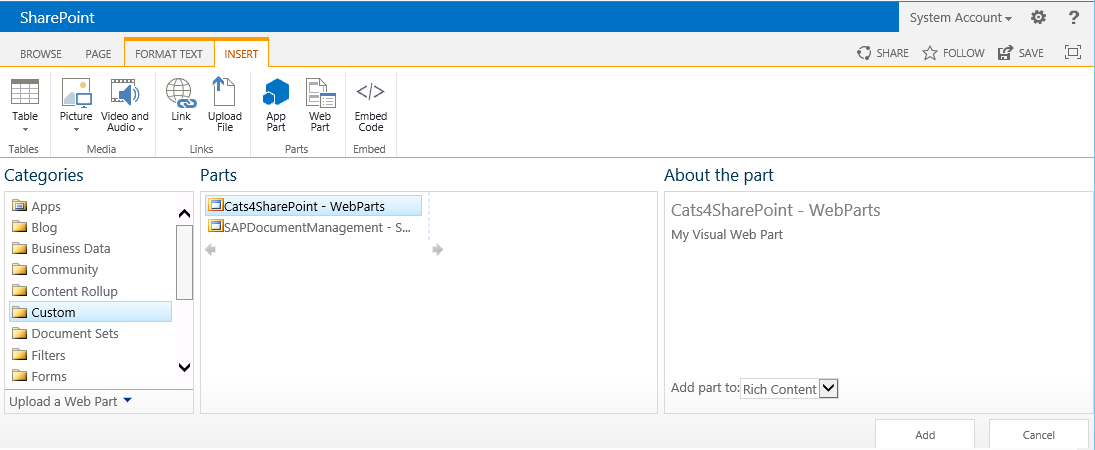 SharePoint
System Account
?
BROWSE PAGE FORMAT TEXT INSERT
SHARE FOLLOW SAVE
Table Picture Video and Audio Link Upload File App Part Web Part Embed Code
Tables Media Links Parts Embed
Categories
Apps
Blog
Business Data
Community
Content Rollup
Custom
Document Sets
Filters
Forms
Upload a Web Part
Parts
Cats4SharePoint - WebParts
SAPDocumentManagement - S...
About the part
Cats4SharePoint - WebParts
My Visual Web Part
Add part to: Rich Content
Add Cancel